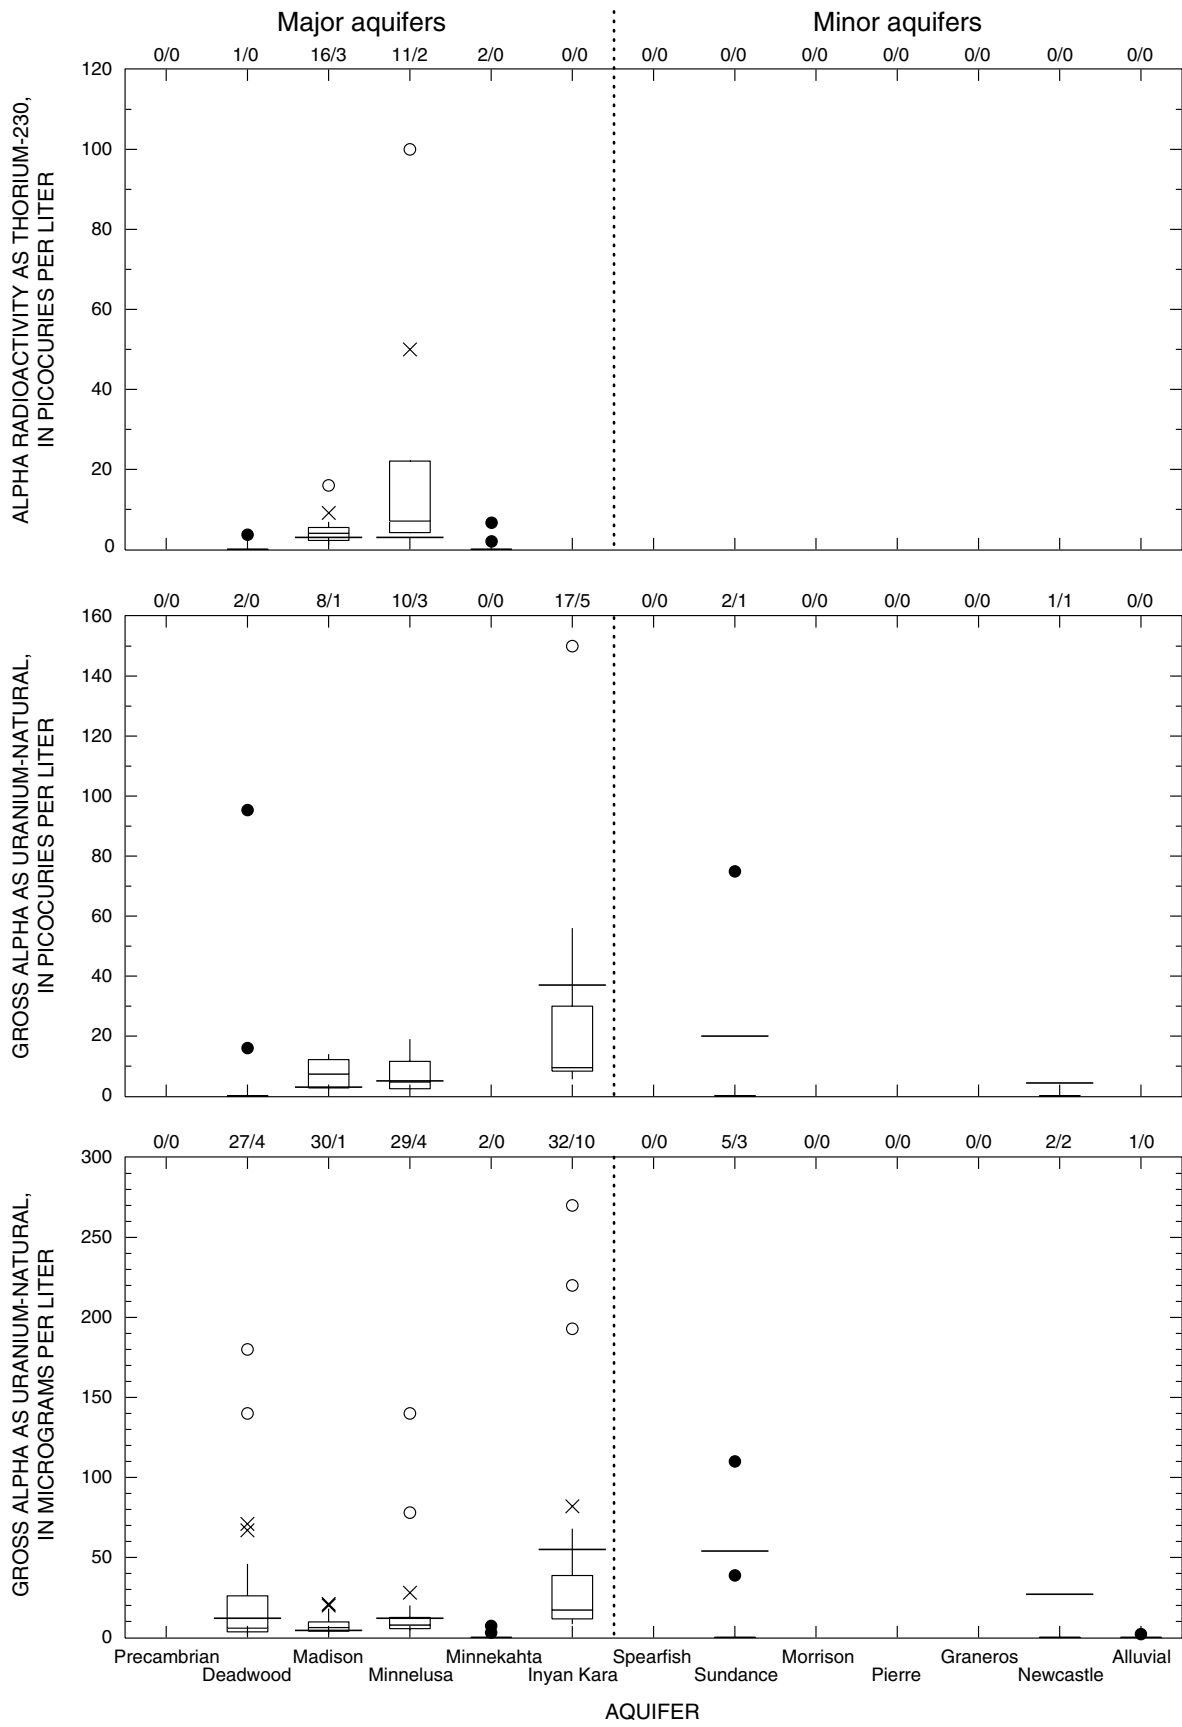 Major aquifers Minor aquifers
0/0 1/0 16/3 11/2 2/0 0/0 0/0 0/0 0/0 0/0 0/0 0/0 0/0
ALPHA RADIOACTIVITY AS THORIUM-230,
IN PICOCURIES PER LITER
120
100
80
60
40
20
0
0/0 2/0 8/1 10/3 0/0 17/5 0/0 2/1 0/0 0/0 0/0 1/1 0/0
GROSS ALPHA AS URANIUM-NATURAL,
IN PICOCURIES PER LITER
160
140
120
100
80
60
40
20
0
0/0 27/4 30/1 29/4 2/0 32/10 0/0 5/3 0/0 0/0 0/0 2/2 1/0
GROSS ALPHA AS URANIUM-NATURAL,
IN MICROGRAMS PER LITER
300
250
200
150
100
50
0
Precambrian Madison Minnekahta Spearfish Morrison Graneros Alluvial
Deadwood Minnelusa Inyan Kara Sundance Pierre Newcastle
AQUIFER